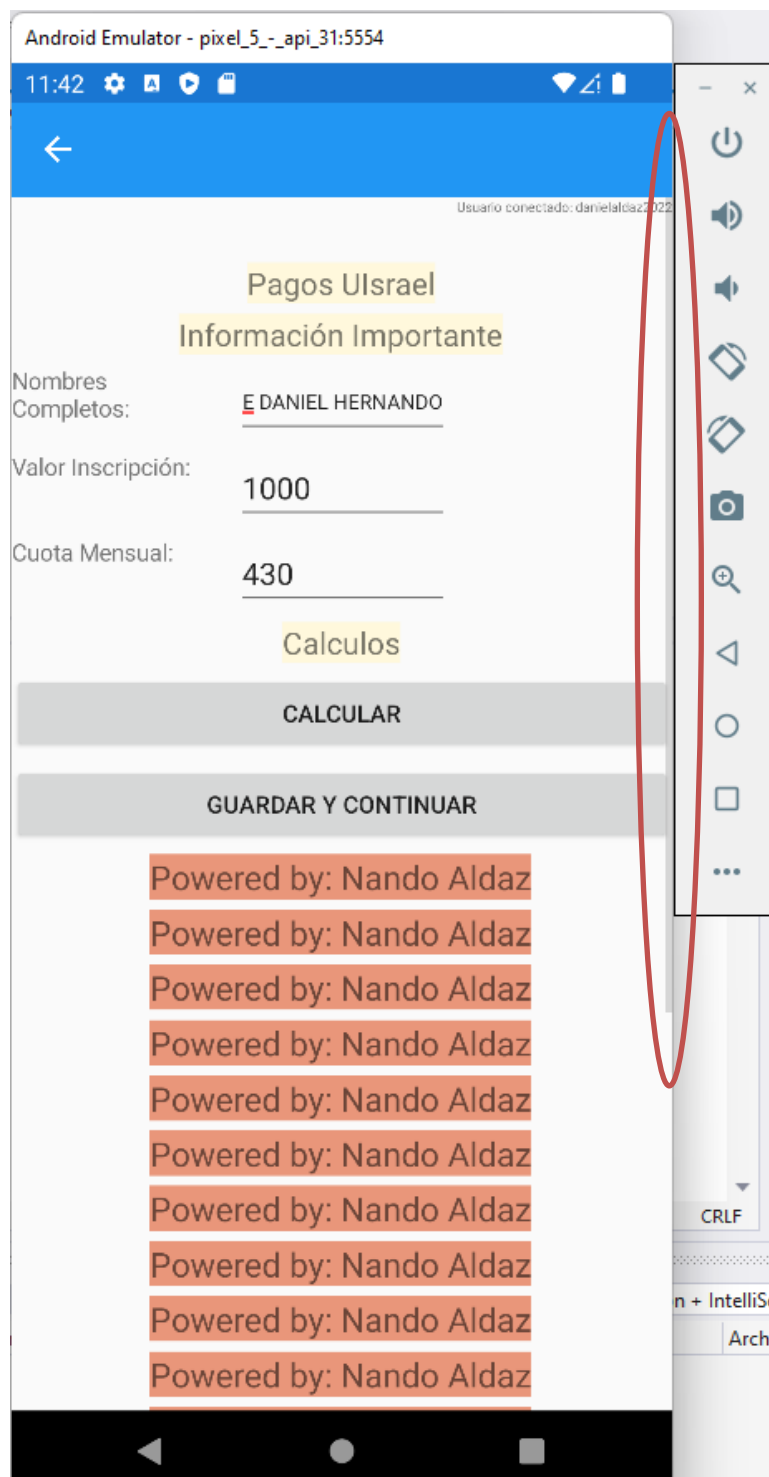 Android Emulator - pixel_5_-_api_31:5554
11:42
Usuario conectado: danielaldaz2022
Pagos UIsrael
Información Importante
Nombres
Completos:
E DANIEL HERNANDO
Valor Inscripción:
1000
Cuota Mensual:
430
Calculos
CALCULAR
GUARDAR Y CONTINUAR
Powered by: Nando Aldaz
Powered by: Nando Aldaz
Powered by: Nando Aldaz
Powered by: Nando Aldaz
Powered by: Nando Aldaz
Powered by: Nando Aldaz
Powered by: Nando Aldaz
CRLF
Powered by: Nando Aldaz
Powered by: Nando Aldaz
n + IntelliS
Arch
Powered by: Nando Aldaz